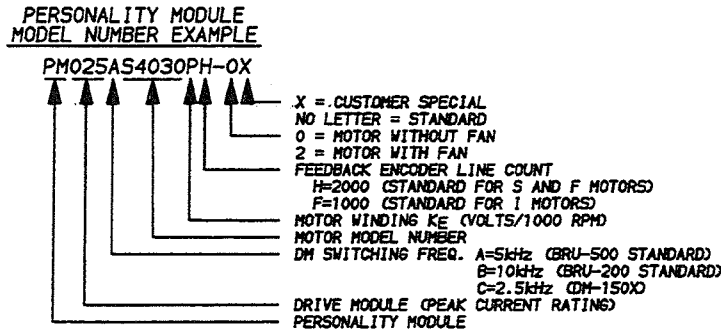 PERSONALITY MODULE
MODEL NUMBER EXAMPLE
PM025AS4030PH-0X
X = .CUSTOMER SPECIAL
NO LETTER = STANDARD
0 = MOTOR WITHOUT FAN
2 = MOTOR WITH FAN
FEEDBACK ENCODER LINE COUNT
H=2000 (STANDARD FOR S AND F MOTORS)
F=1000 (STANDARD FOR I MOTORS)
MOTOR WINDING KE (VOLTS/1000 RPM)
MOTOR MODEL NUMBER
DM SWITCHING FREQ. A=5kHz (BRU-500 STANDARD)
B=10kHz (BRU-200 STANDARD)
C=2.5kHz (DM-150X)
DRIVE MODULE (PEAK CURRENT RATING)
PERSONALITY MODULE